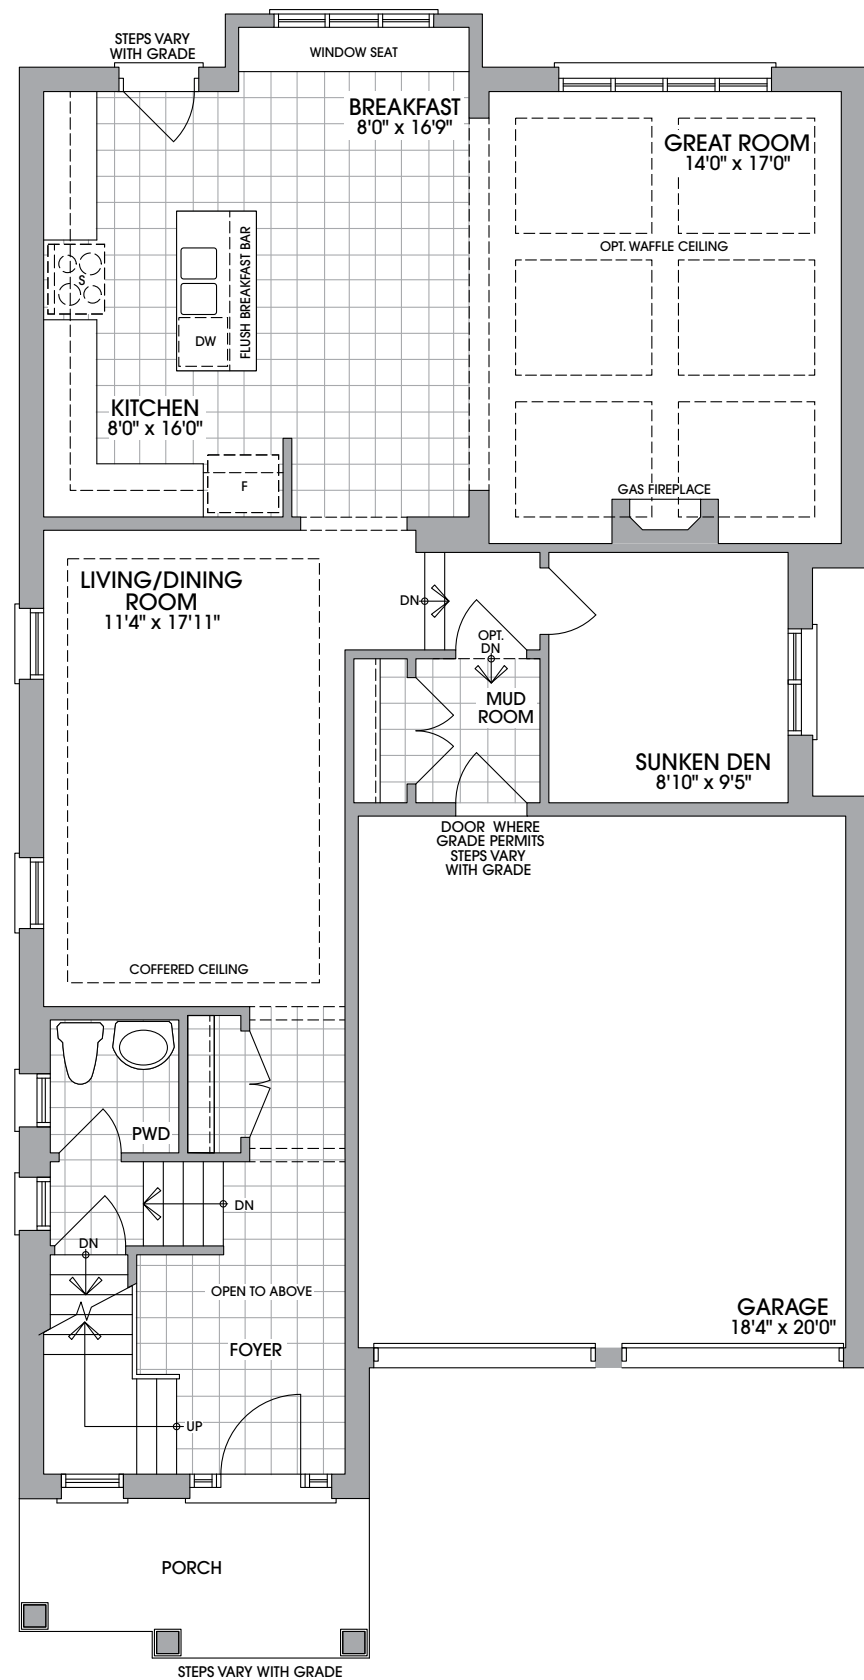 STEPS VARY
WITH GRADE
WINDOW SEAT
BREAKFAST
8'0" x 16'9"
GREAT ROOM
14'0" x 17'0"
OPT. WAFFLE CEILING
S
FLUSH BREAKFAST BAR
DW
KITCHEN
8'0" x 16'0"
F
GAS FIREPLACE
LIVING/DINING
ROOM
11'4" x 17'11"
DN
OPT.
DN
MUD
ROOM
SUNKEN DEN
8'10" x 9'5"
DOOR WHERE
GRADE PERMITS
STEPS VARY
WITH GRADE
COFFERED CEILING
PWD
DN
DN
OPEN TO ABOVE
GARAGE
18'4" x 20'0"
FOYER
UP
PORCH
STEPS VARY WITH GRADE